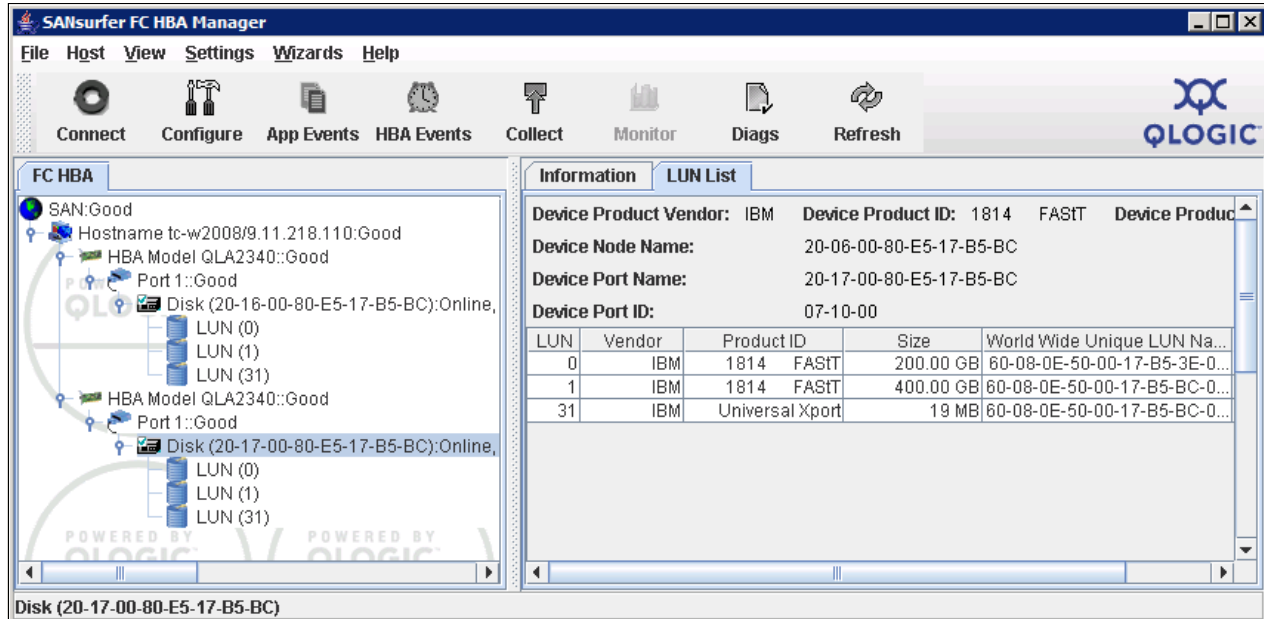 SANsurfer FC HBA Manager
File Host View Settings Wizards Help
Connect Configure App Events HBA Events Collect Monitor Diags Refresh
QLOGIC
FC HBA
SAN:Good
Hostname tc-w2008/9.11.218.110:Good
HBA Model QLA2340::Good
Port 1::Good
Disk (20-16-00-80-E5-17-B5-BC):Online,
LUN (0)
LUN (1)
LUN (31)
HBA Model QLA2340::Good
Port 1::Good
Disk (20-17-00-80-E5-17-B5-BC):Online,
LUN (0)
LUN (1)
LUN (31)
POWERED BY POWERED BY
QLOGIC QLOGIC
Information LUN List
Device Product Vendor: IBM Device Product ID: 1814 FAStT Device Produc
Device Node Name: 20-06-00-80-E5-17-B5-BC
Device Port Name: 20-17-00-80-E5-17-B5-BC
Device Port ID: 07-10-00
LUN Vendor Product ID Size World Wide Unique LUN Na...
0 IBM 1814 FAStT 200.00 GB 60-08-0E-50-00-17-B5-3E-0...
1 IBM 1814 FAStT 400.00 GB 60-08-0E-50-00-17-B5-BC-0...
31 IBM Universal Xport 19 MB 60-08-0E-50-00-17-B5-BC-0...
Disk (20-17-00-80-E5-17-B5-BC)